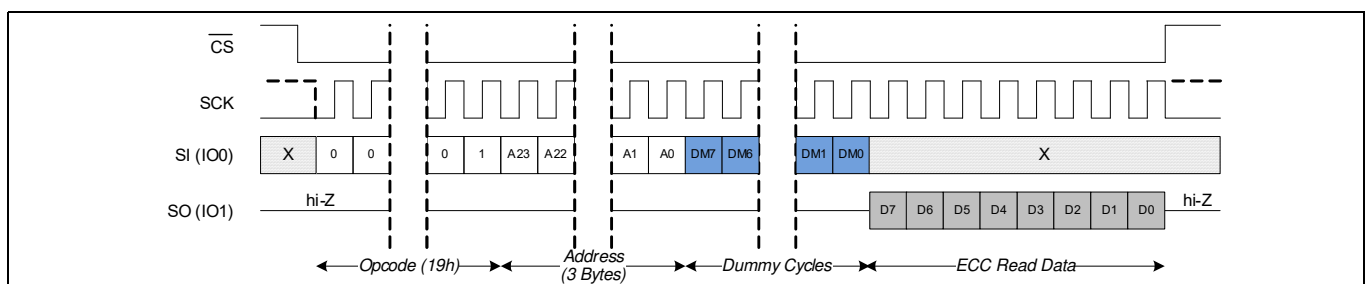 CS
SCK
SI (IO0) X 0 0 0 1 A23 A22 A1 A0 DM7 DM6 DM1 DM0 X
hi-Z hi-Z
SO (IO1) D7 D6 D5 D4 D3 D2 D1 D0
Opcode (19h) Address Dummy Cycles ECC Read Data
(3 Bytes)